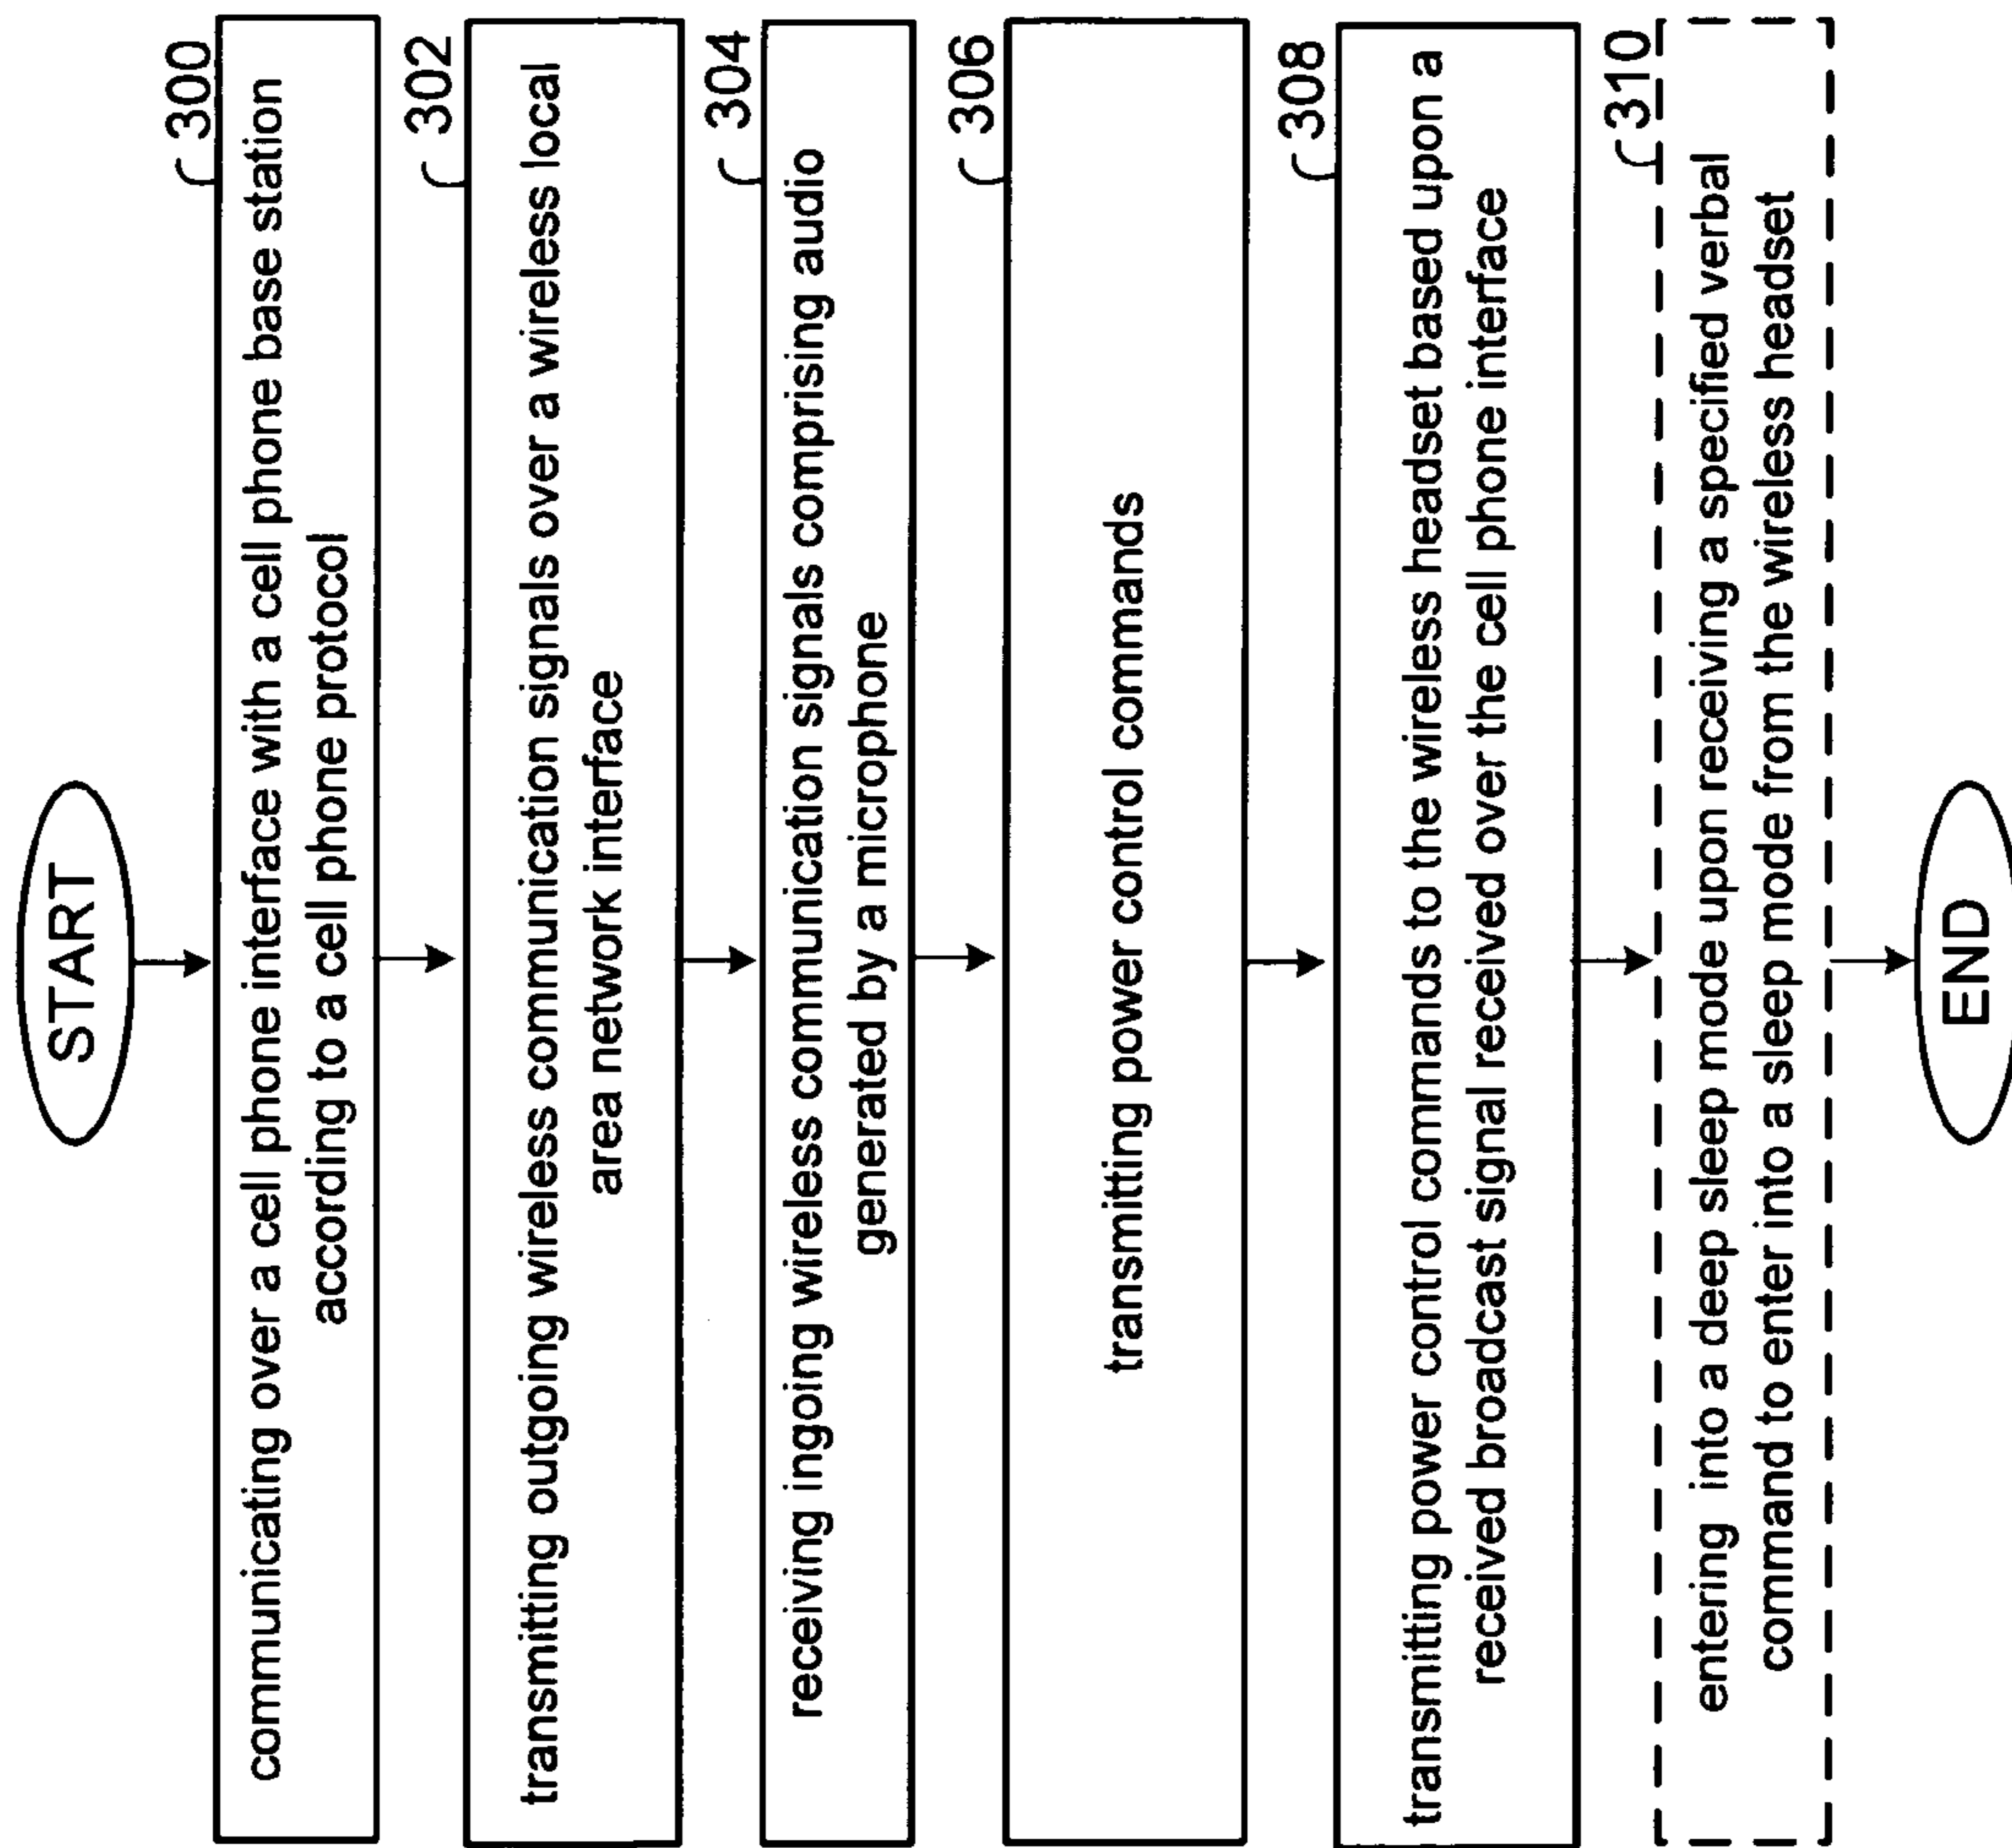 START
300
communicating over a cell phone interface with a cell phone base station
according to a cell phone protocol
302
transmitting outgoing wireless communication signals over a wireless local
area network interface
304
receiving ingoing wireless communication signals comprising audio
generated by a microphone
306
transmitting power control commands
308
transmitting power control commands to the wireless headset based upon a
received broadcast signal received over the cell phone interface
310
entering into a deep sleep mode upon receiving a specified verbal
command to enter into a sleep mode from the wireless headset
END